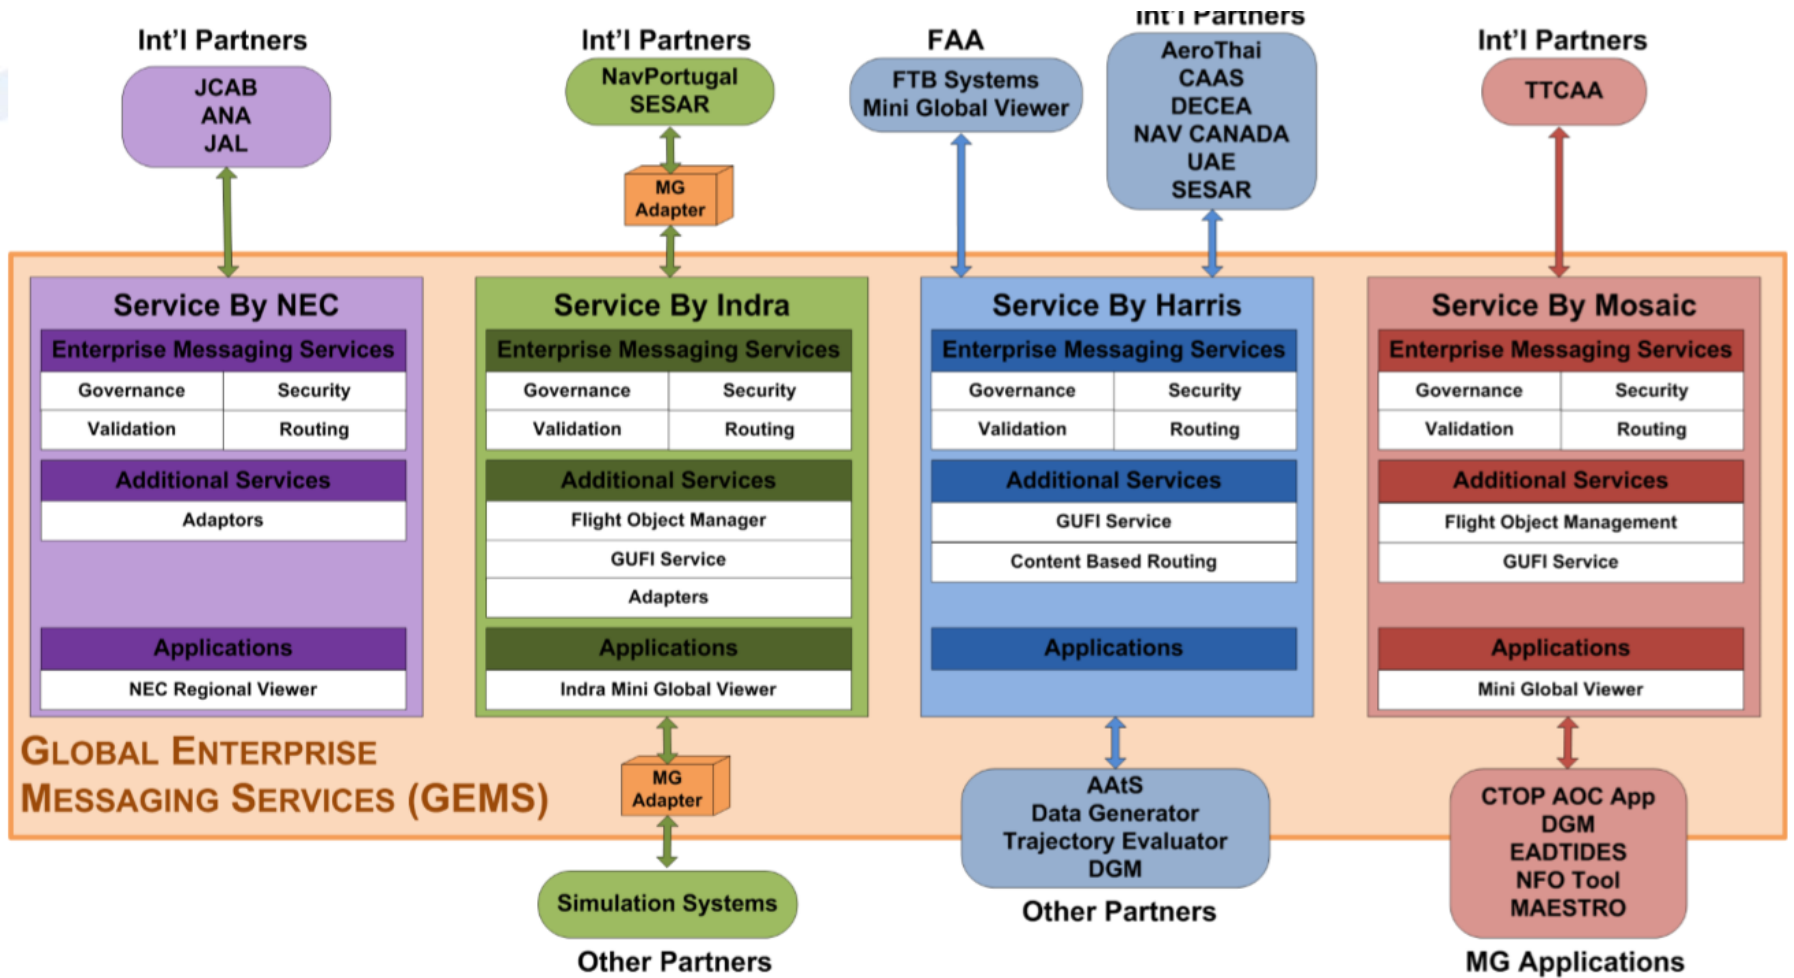 Int'l Partners
JCAB
ANA
JAL
Int'l Partners
NavPortugal
SESAR
MG
Adapter
FAA
FTB Systems
Mini Global Viewer
Int'l Partners
AeroThai
CAAS
DECEA
NAV CANADA
UAE
SESAR
Int'l Partners
TTCAA
Service By NEC
Enterprise Messaging Services
Governance
Security
Validation
Routing
Additional Services
Adaptors
Applications
NEC Regional Viewer
Service By Indra
Enterprise Messaging Services
Governance
Security
Validation
Routing
Additional Services
Flight Object Manager
GUFI Service
Adapters
Applications
Indra Mini Global Viewer
Service By Harris
Enterprise Messaging Services
Governance
Security
Validation
Routing
Additional Services
GUFI Service
Content Based Routing
Applications
Service By Mosaic
Enterprise Messaging Services
Governance
Security
Validation
Routing
Additional Services
Flight Object Management
GUFI Service
Applications
Mini Global Viewer
GLOBAL ENTERPRISE
MESSAGING SERVICES (GEMS)
MG
Adapter
Simulation Systems
Other Partners
AAtS
Data Generator
Trajectory Evaluator
DGM
Other Partners
CTOP AOC App
DGM
EADTIDES
NFO Tool
MAESTRO
MG Applications